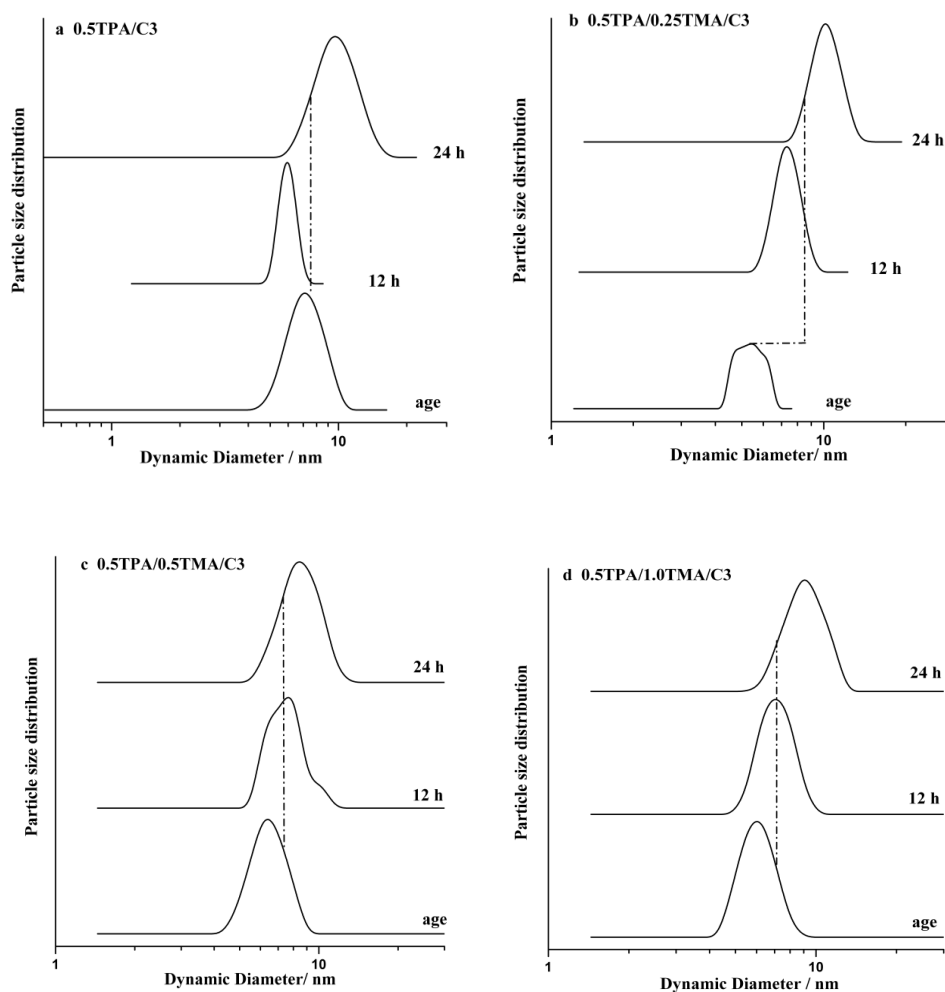 a 0.5TPA/C3
Particle size distribution
24 h
12 h
age
1
10
Dynamic Diameter / nm
b 0.5TPA/0.25TMA/C3
Particle size distribution
24 h
12 h
age
1
10
Dynamic Diameter/ nm
c 0.5TPA/0.5TMA/C3
Particle size distribution
24 h
12 h
age
1
10
Dynamic Diameter/ nm
d 0.5TPA/1.0TMA/C3
Particle size distribution
24 h
12 h
age
1
10
Dynamic Diameter/ nm